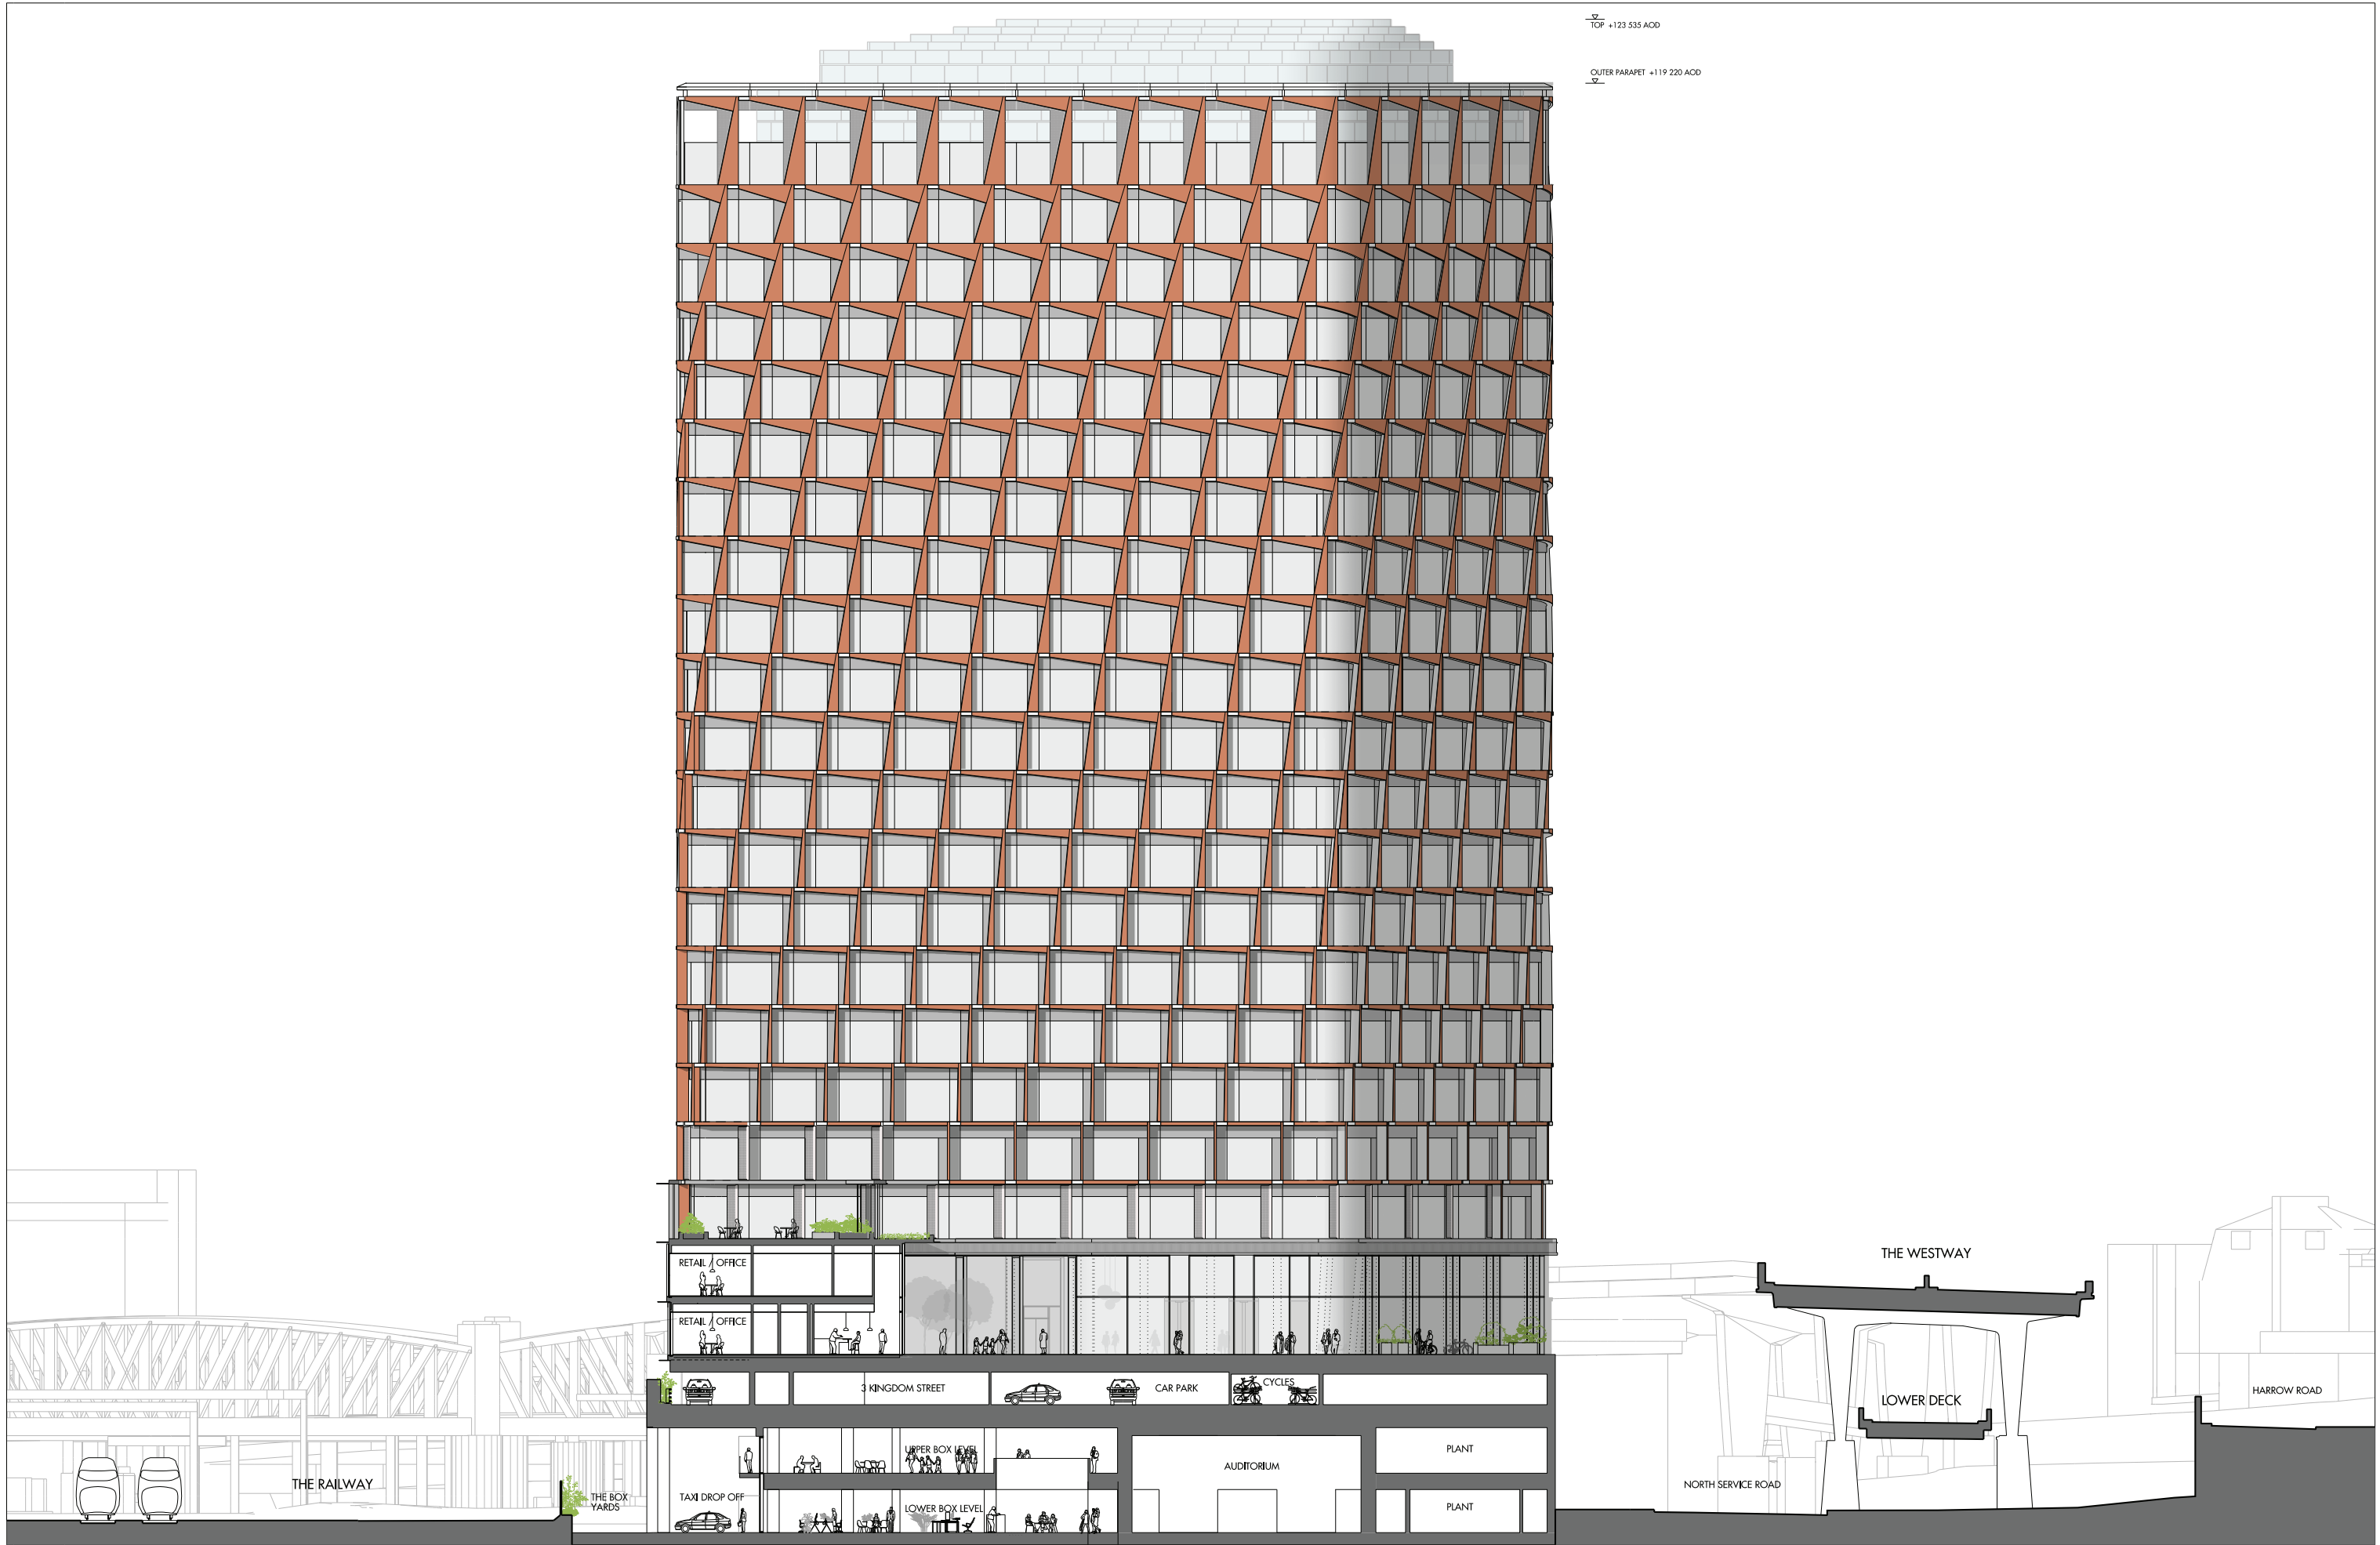 TOP +123 535 AOD
OUTER PARAPET +119 220 AOD
THE WESTWAY
RETAIL / OFFICE
RETAIL / OFFICE
3 KINGDOM STREET
CAR PARK
CYCLES
HARROW ROAD
LOWER DECK
UPPER BOX LEVEL
PLANT
AUDITORIUM
THE RAILWAY
NORTH SERVICE ROAD
THE BOX
YARDS
TAXI DROP OFF
LOWER BOX LEVEL
PLANT